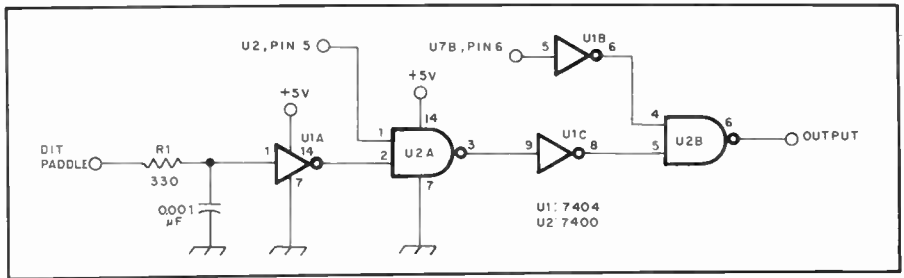 U2, PIN 5
U7B, PIN6
5
U1B
6
+5V
+5V
14
4
6
OUTPUT
U2B
5
DIT
PADDLE
R1
330
1
U1A
14
7
1
2
U2A
3
7
9
U1C
8
0.001
µF
U1: 7404
U2: 7400